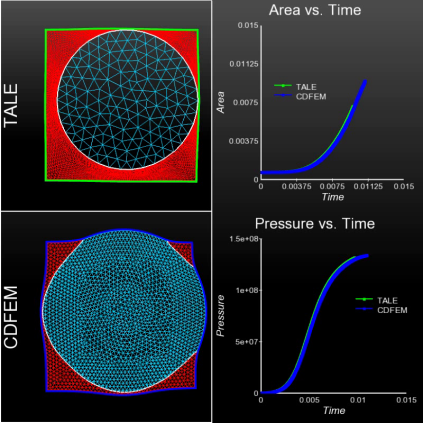 TALE
Area vs. Time
0.015
0.01125
0.0075
0.00375
0
Area
TALE
CDFEM
0 0.00375 0.0075 0.01125 0.015
Time
CDFEM
Pressure vs. Time
1.5e+08
1e+08
5e+07
0
Pressure
TALE
CDFEM
0 0.005 0.01 0.015
Time